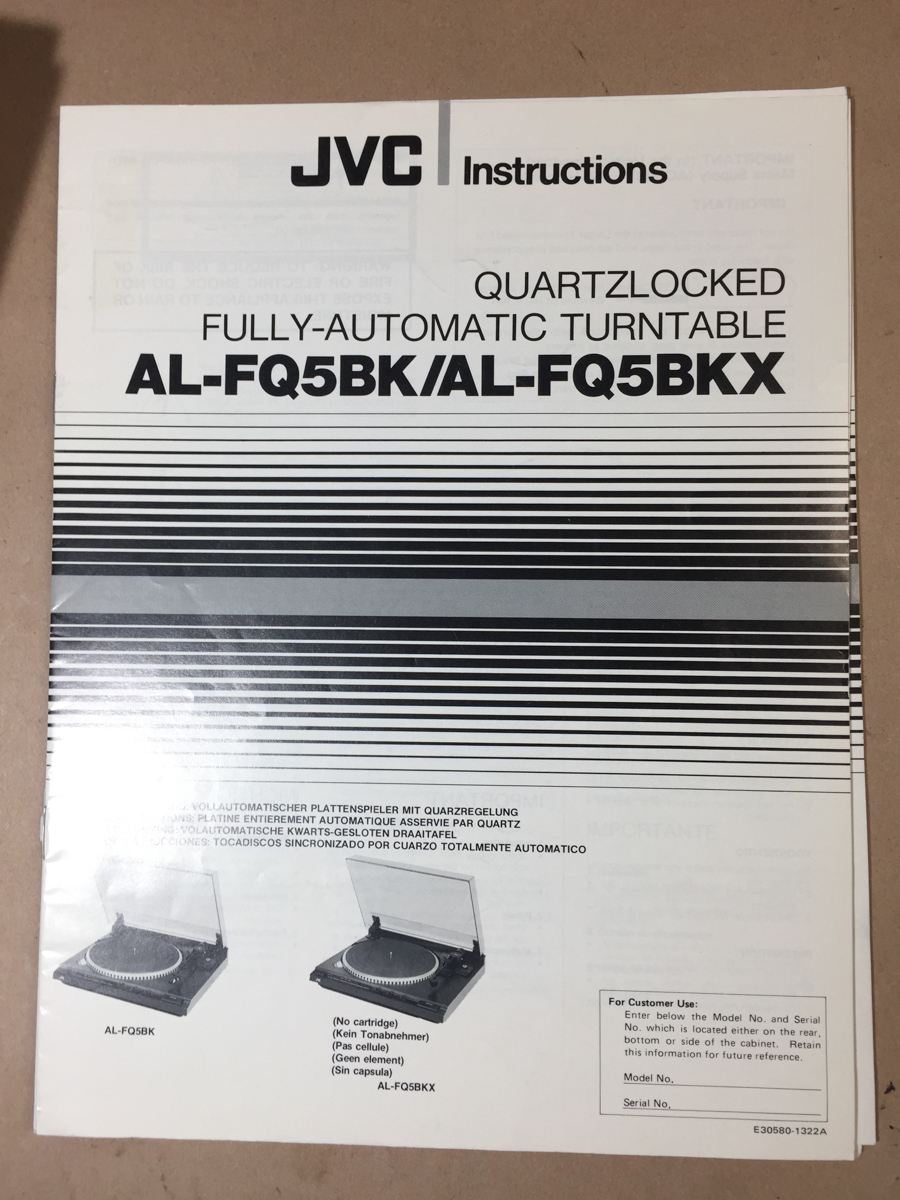 JVC
Instructions
QUARTZLOCKED
FULLY-AUTOMATIC TURNTABLE
AL-FQ5BK/AL-FQ5BKX
VOLLAUTOMATISCHER PLATTENSPIELER MIT QUARZREGELUNG
PLATINE ENTIEREMENT AUTOMATIQUE ASSERVIE PAR QUARTZ
VOLAUTOMATISCHE KWARTS-GESLOTEN DRAAITAFEL
TOCADISCOS SINCRONIZADO POR CUARZO TOTALMENTE AUTOMATICO
AL-FQ5BK
(No cartridge)
(Kein Tonabnehmer)
(Pas cellule)
(Geen element)
(Sin capsula)
AL-FQ5BKX
For Customer Use:
Enter below the Model No. and Serial
No. which is located either on the rear,
bottom or side of the cabinet. Retain
this information for future reference.
Model No.
Serial No.
E30580-1322A